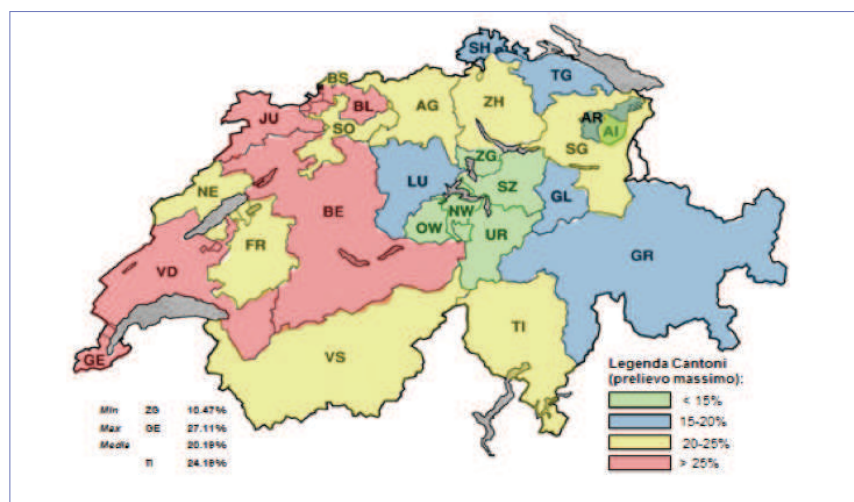 SH
TG
BS
BL
AG
ZH
JU
SO
AR
AI
SG
ZG
LU
SZ
NE
GL
BE
NW
OW
UR
FR
GR
VD
TI
GE
VS
Legenda Cantoni
(prelievo massimo):
< 15%
15-20%
20-25%
> 25%
Min ZG 10.47%
Max GE 27.11%
Media 20.19%
TI 24.19%